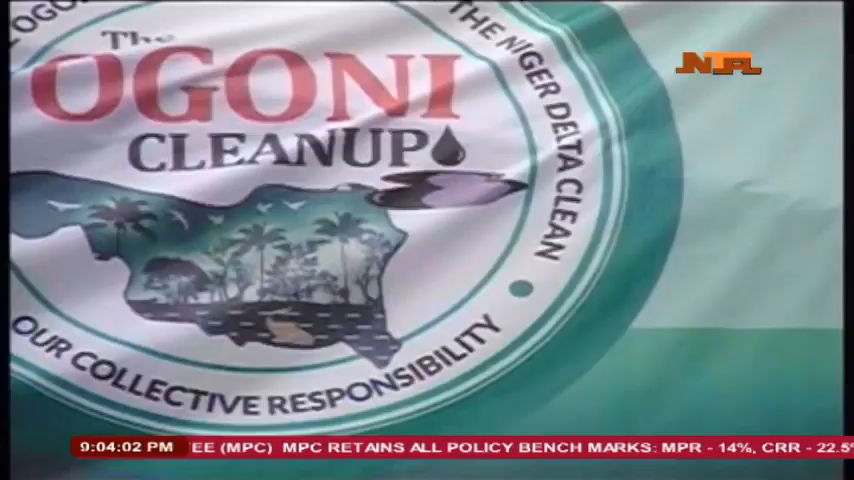 The
OGONI
CLEANUP
THE NIGER DELTA CLEAN
OUR COLLECTIVE RESPONSIBILITY
NTA
9:04:02 PM
EE (MPC) MPC RETAINS ALL POLICY BENCH MARKS: MPR - 14%, CRR - 22.5